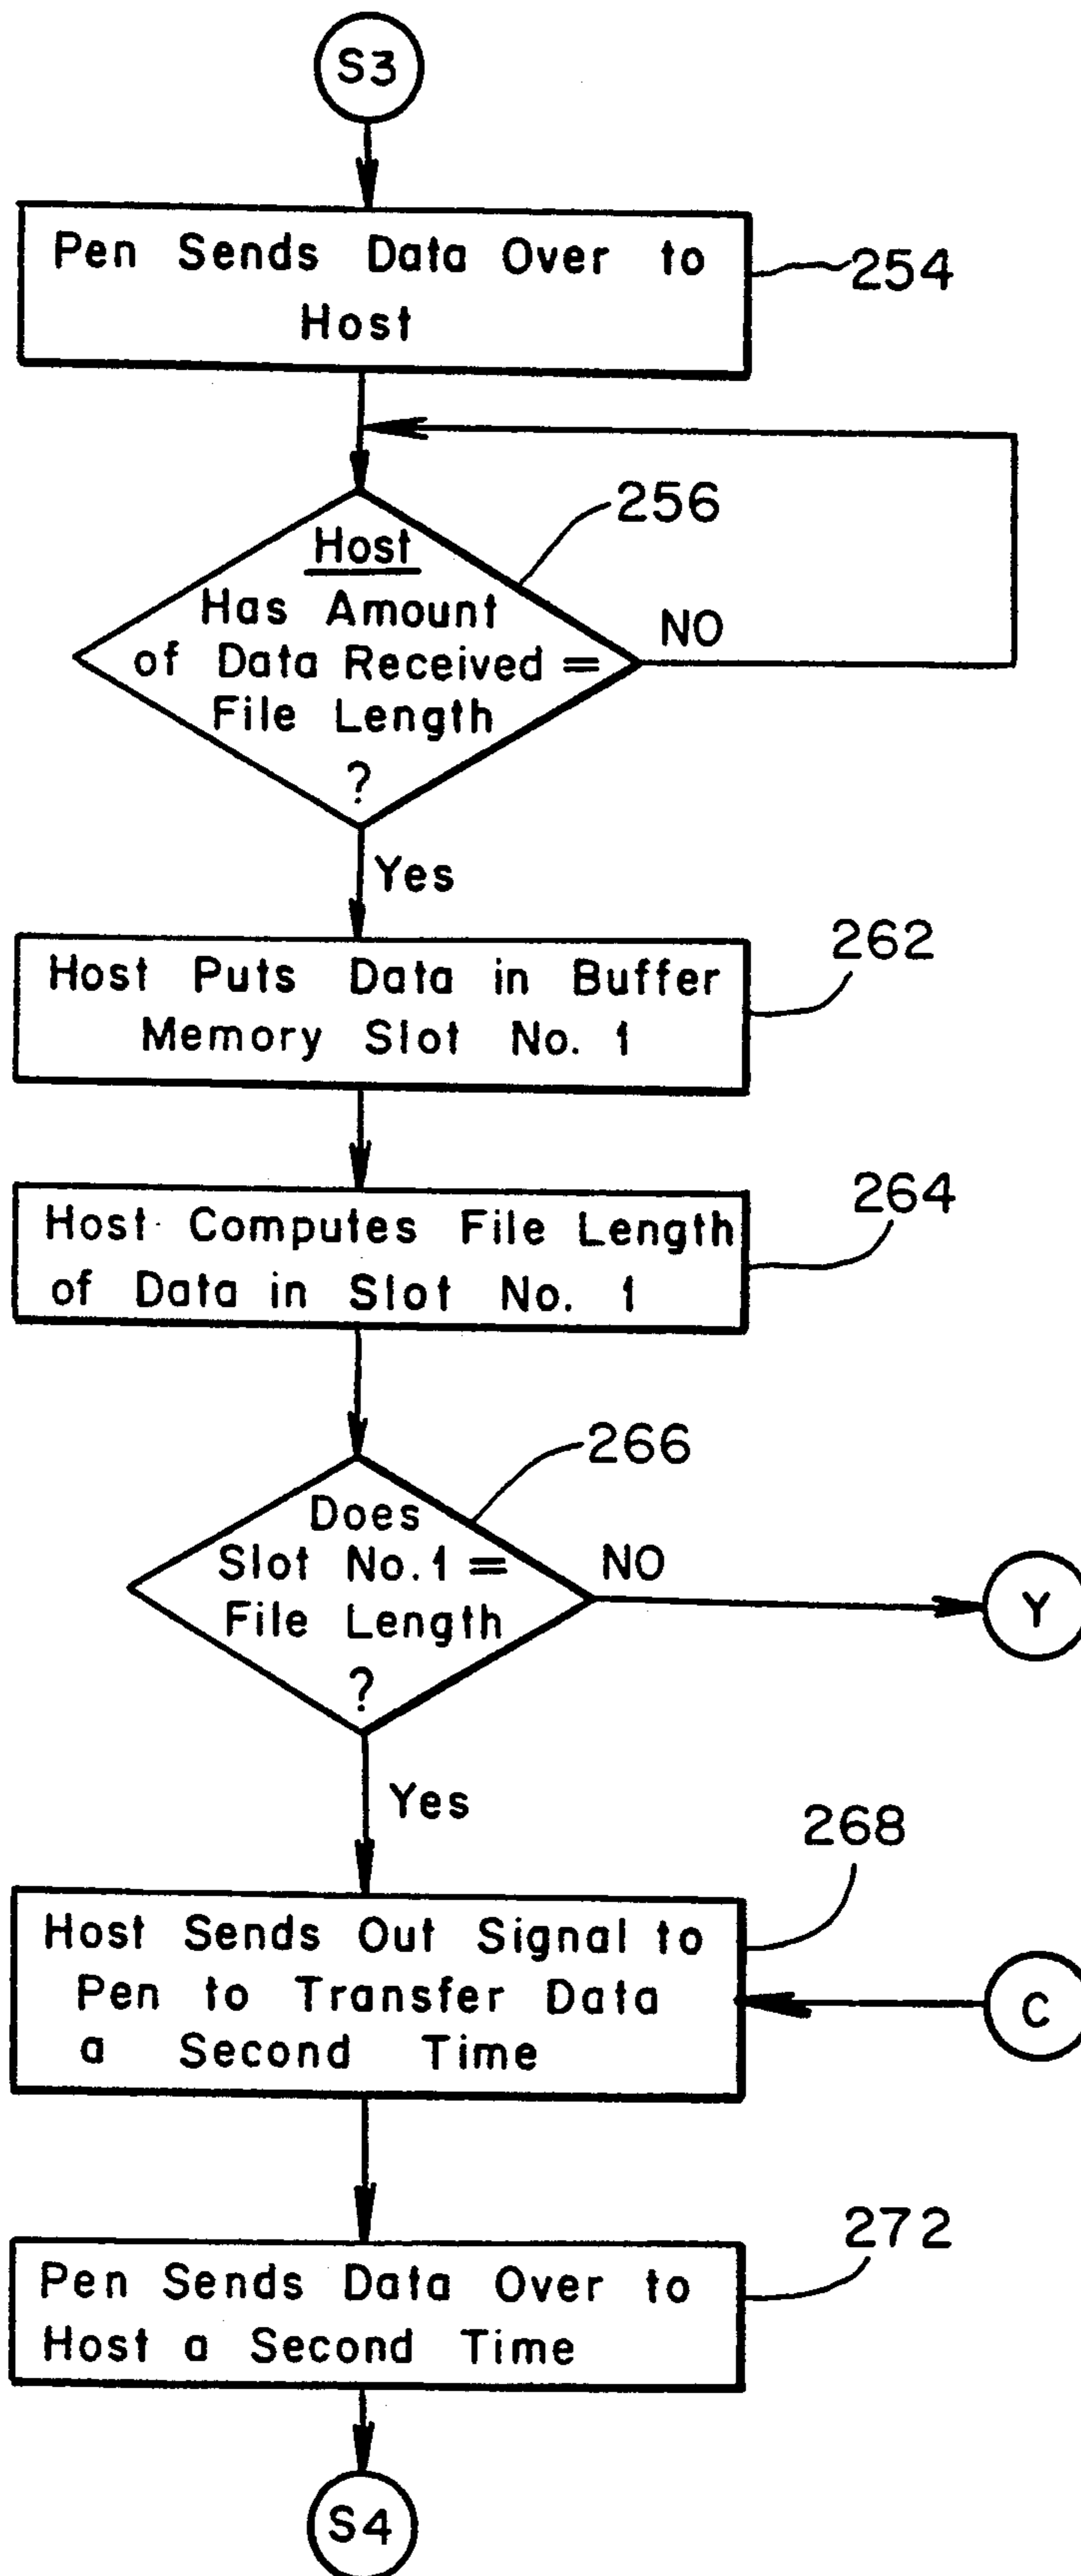 S3
Pen Sends Data Over to
Host
254
256
Host
Has Amount
of Data Received =
File Length
?
NO
Yes
262
Host Puts Data in Buffer
Memory Slot No. 1
264
Host Computes File Length
of Data in Slot No. 1
266
Does
Slot No. 1 =
File Length
?
NO
Y
Yes
268
Host Sends Out Signal to
Pen to Transfer Data
a Second Time
C
272
Pen Sends Data Over to
Host a Second Time
S4